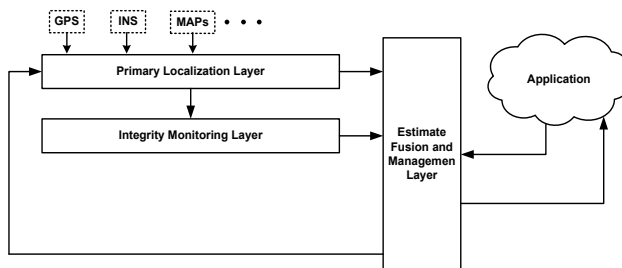 GPS INS MAPs • • •
Primary Localization Layer
Integrity Monitoring Layer
Estimate
Fusion and
Managemen
Layer
Application